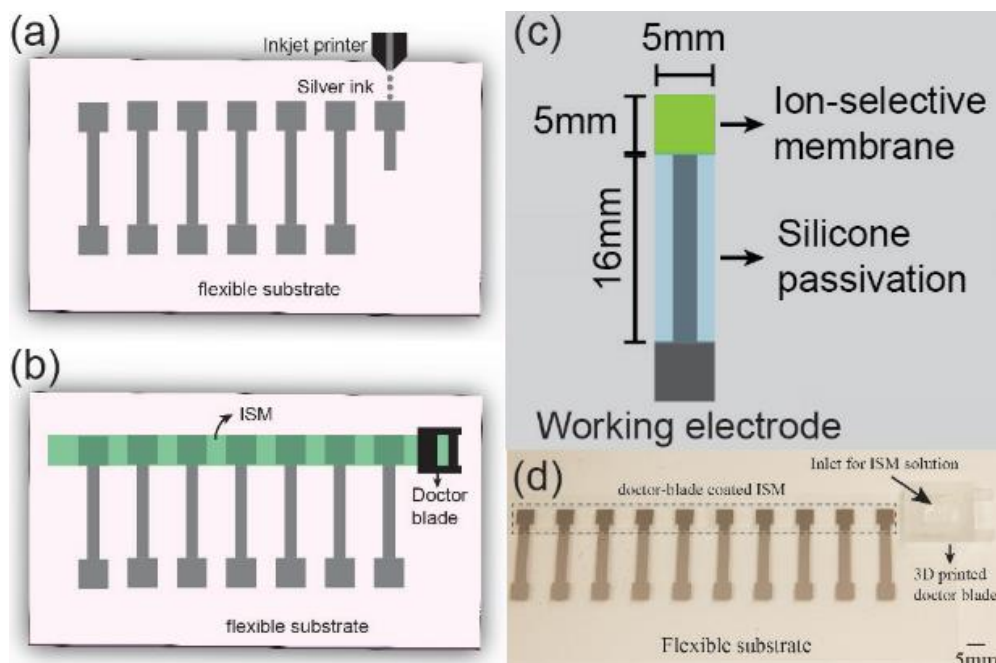 (a)
Inkjet printer
Silver ink
flexible substrate
(b)
ISM
Doctor
blade
flexible substrate
(c)
5mm
5mm
Ion-selective
membrane
16mm
Silicone
passivation
Working electrode
(d)
Inlet for ISM solution
doctor-blade coated ISM
3D printed
doctor blade
Flexible substrate
5mm